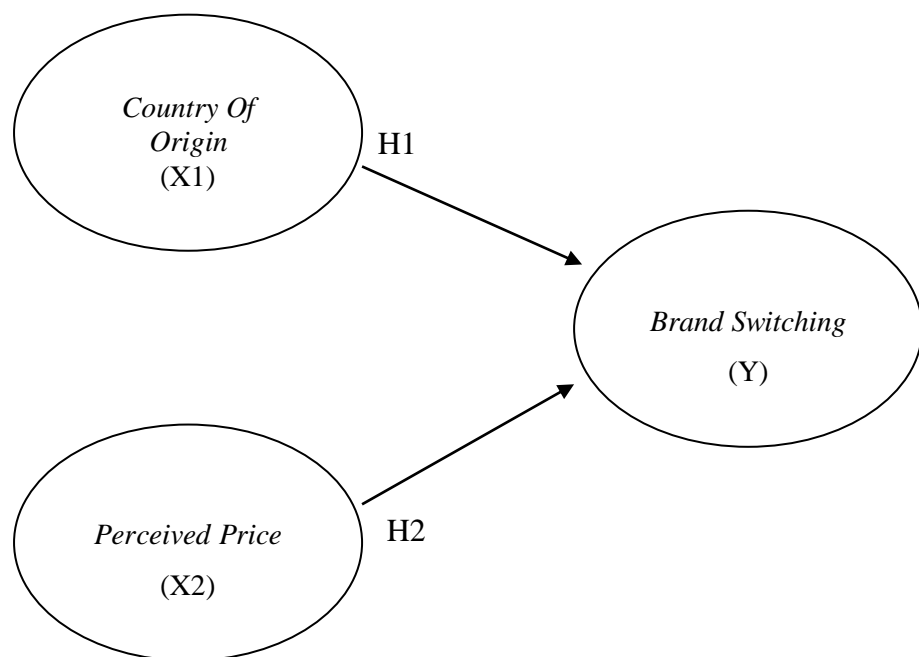 Country Of
Origin
(X1)
H1
Brand Switching
(Y)
Perceived Price
(X2)
H2